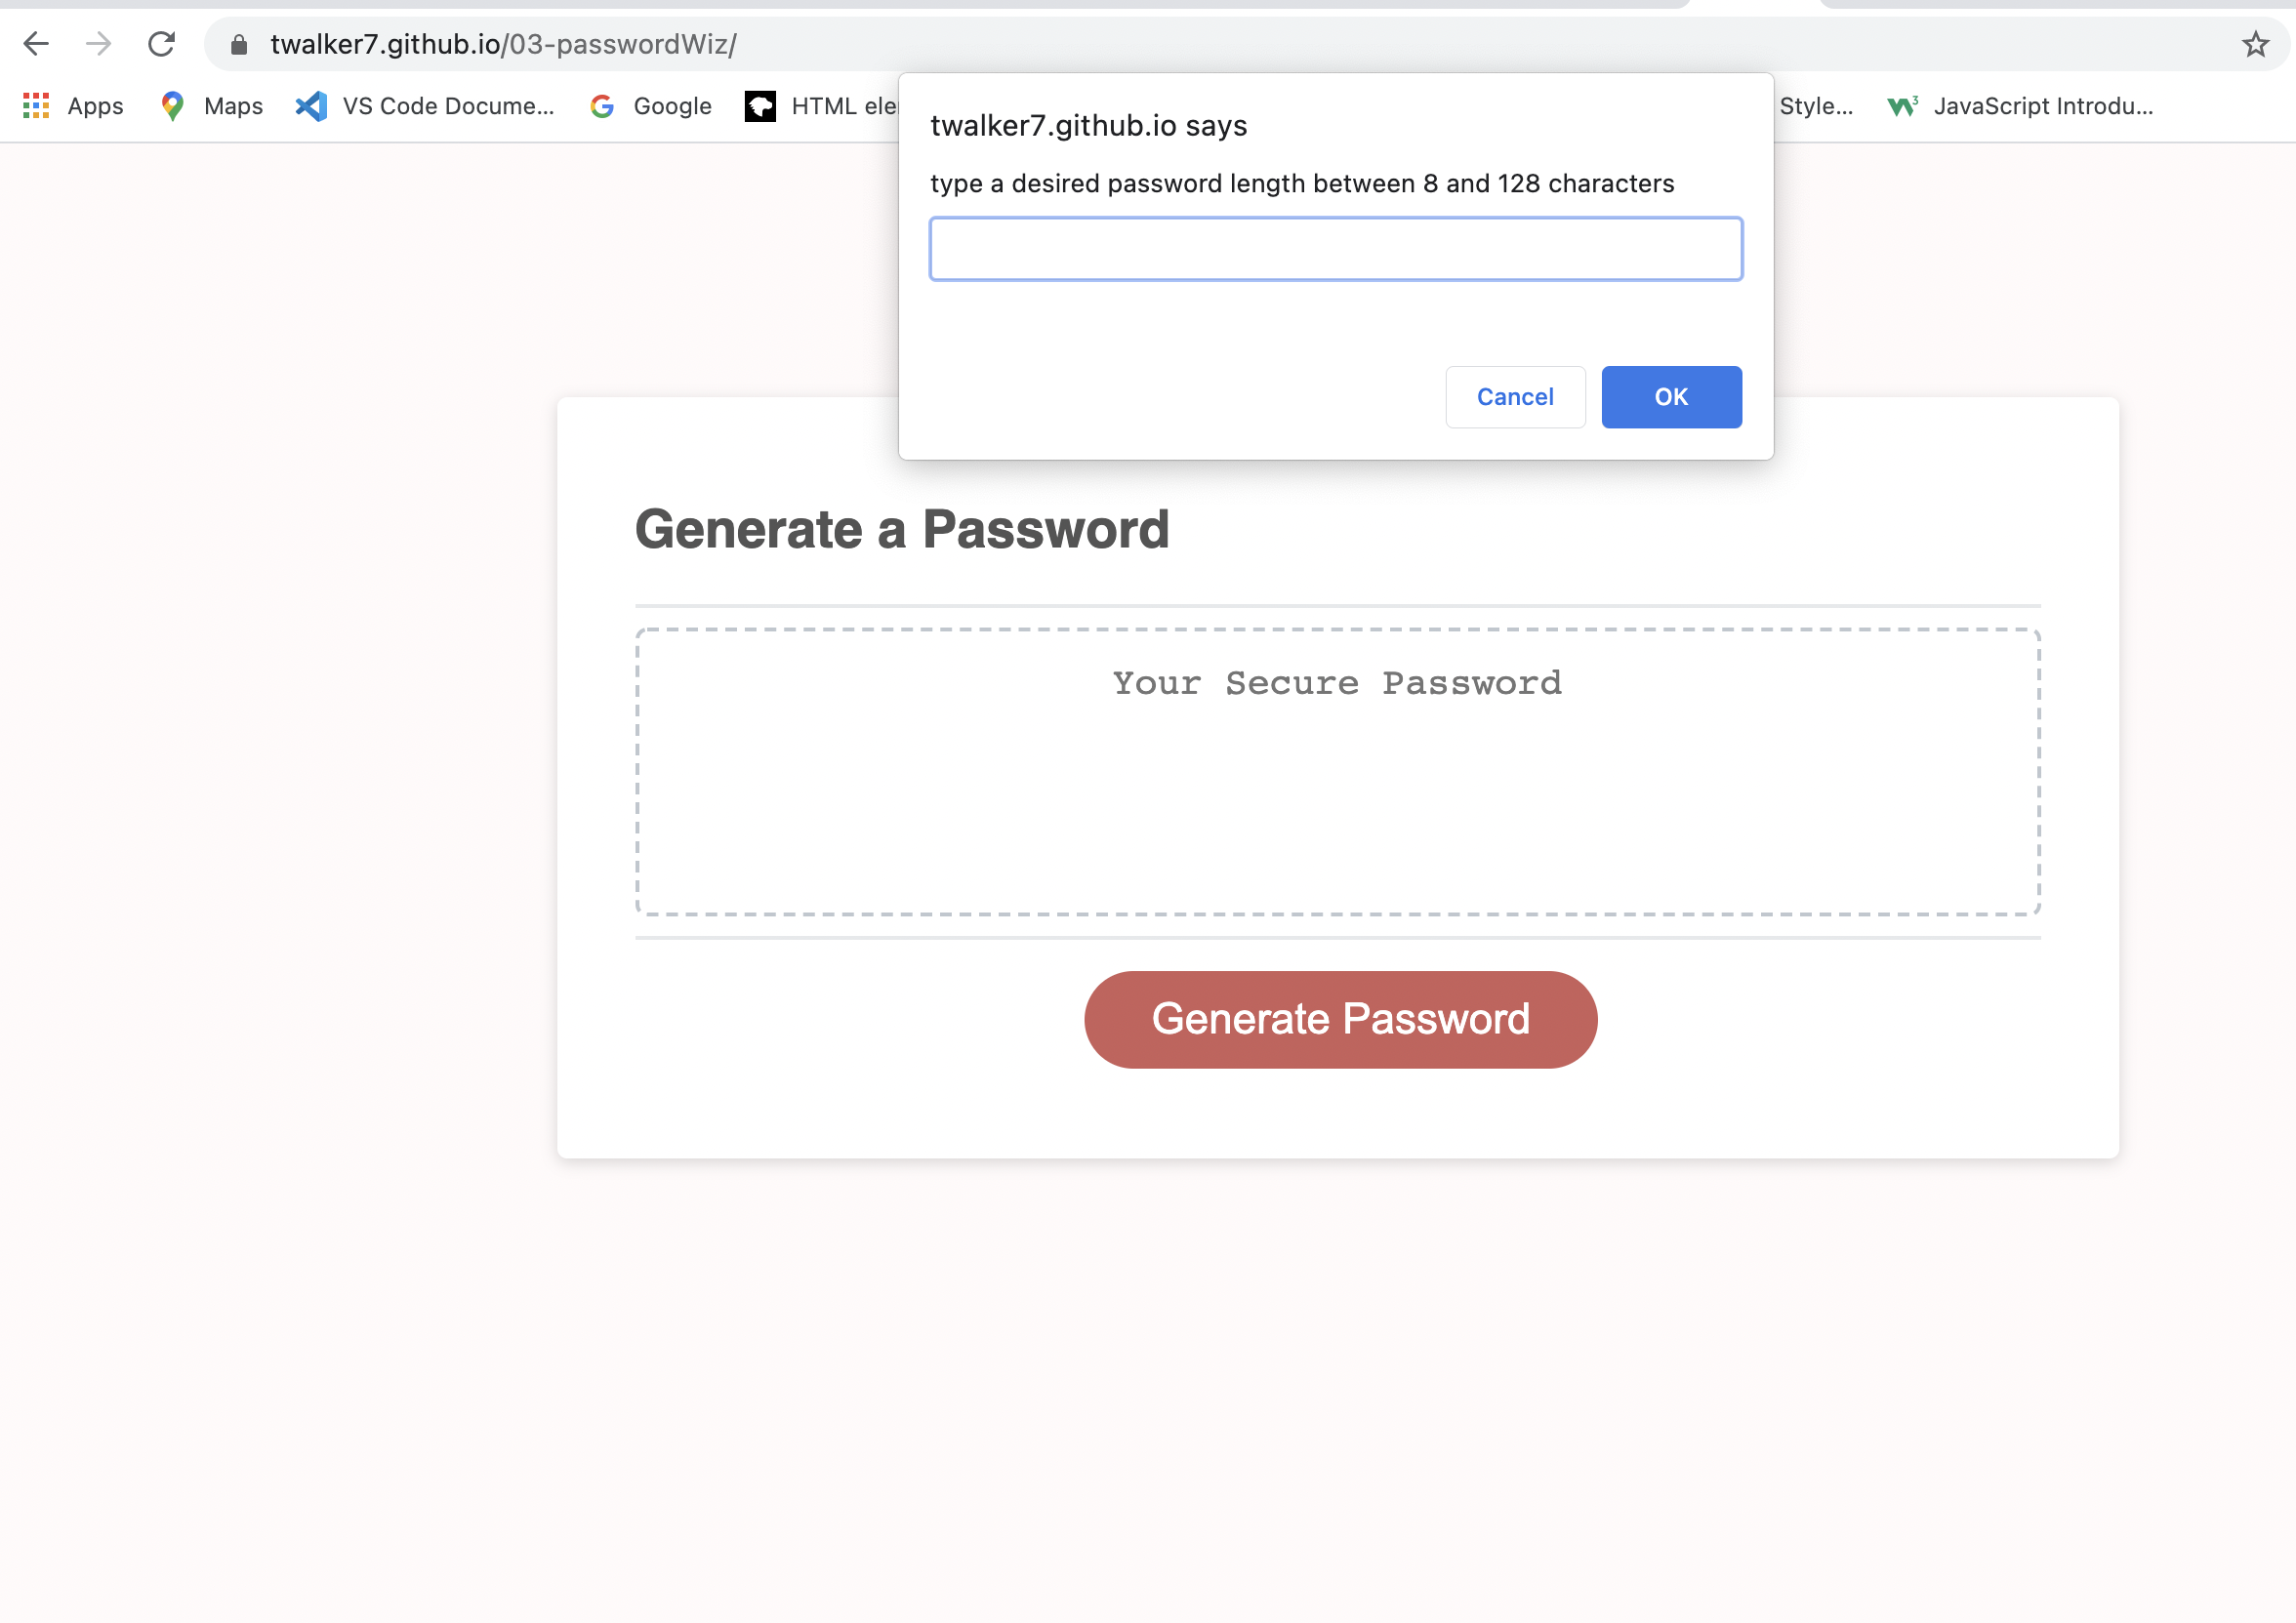 twalker7.github.io/03-passwordWiz/
Apps Maps VS Code Docume... Google HTML ele Style... JavaScript Introdu...
twalker7.github.io says
type a desired password length between 8 and 128 characters
Cancel OK
Generate a Password
Your Secure Password
Generate Password